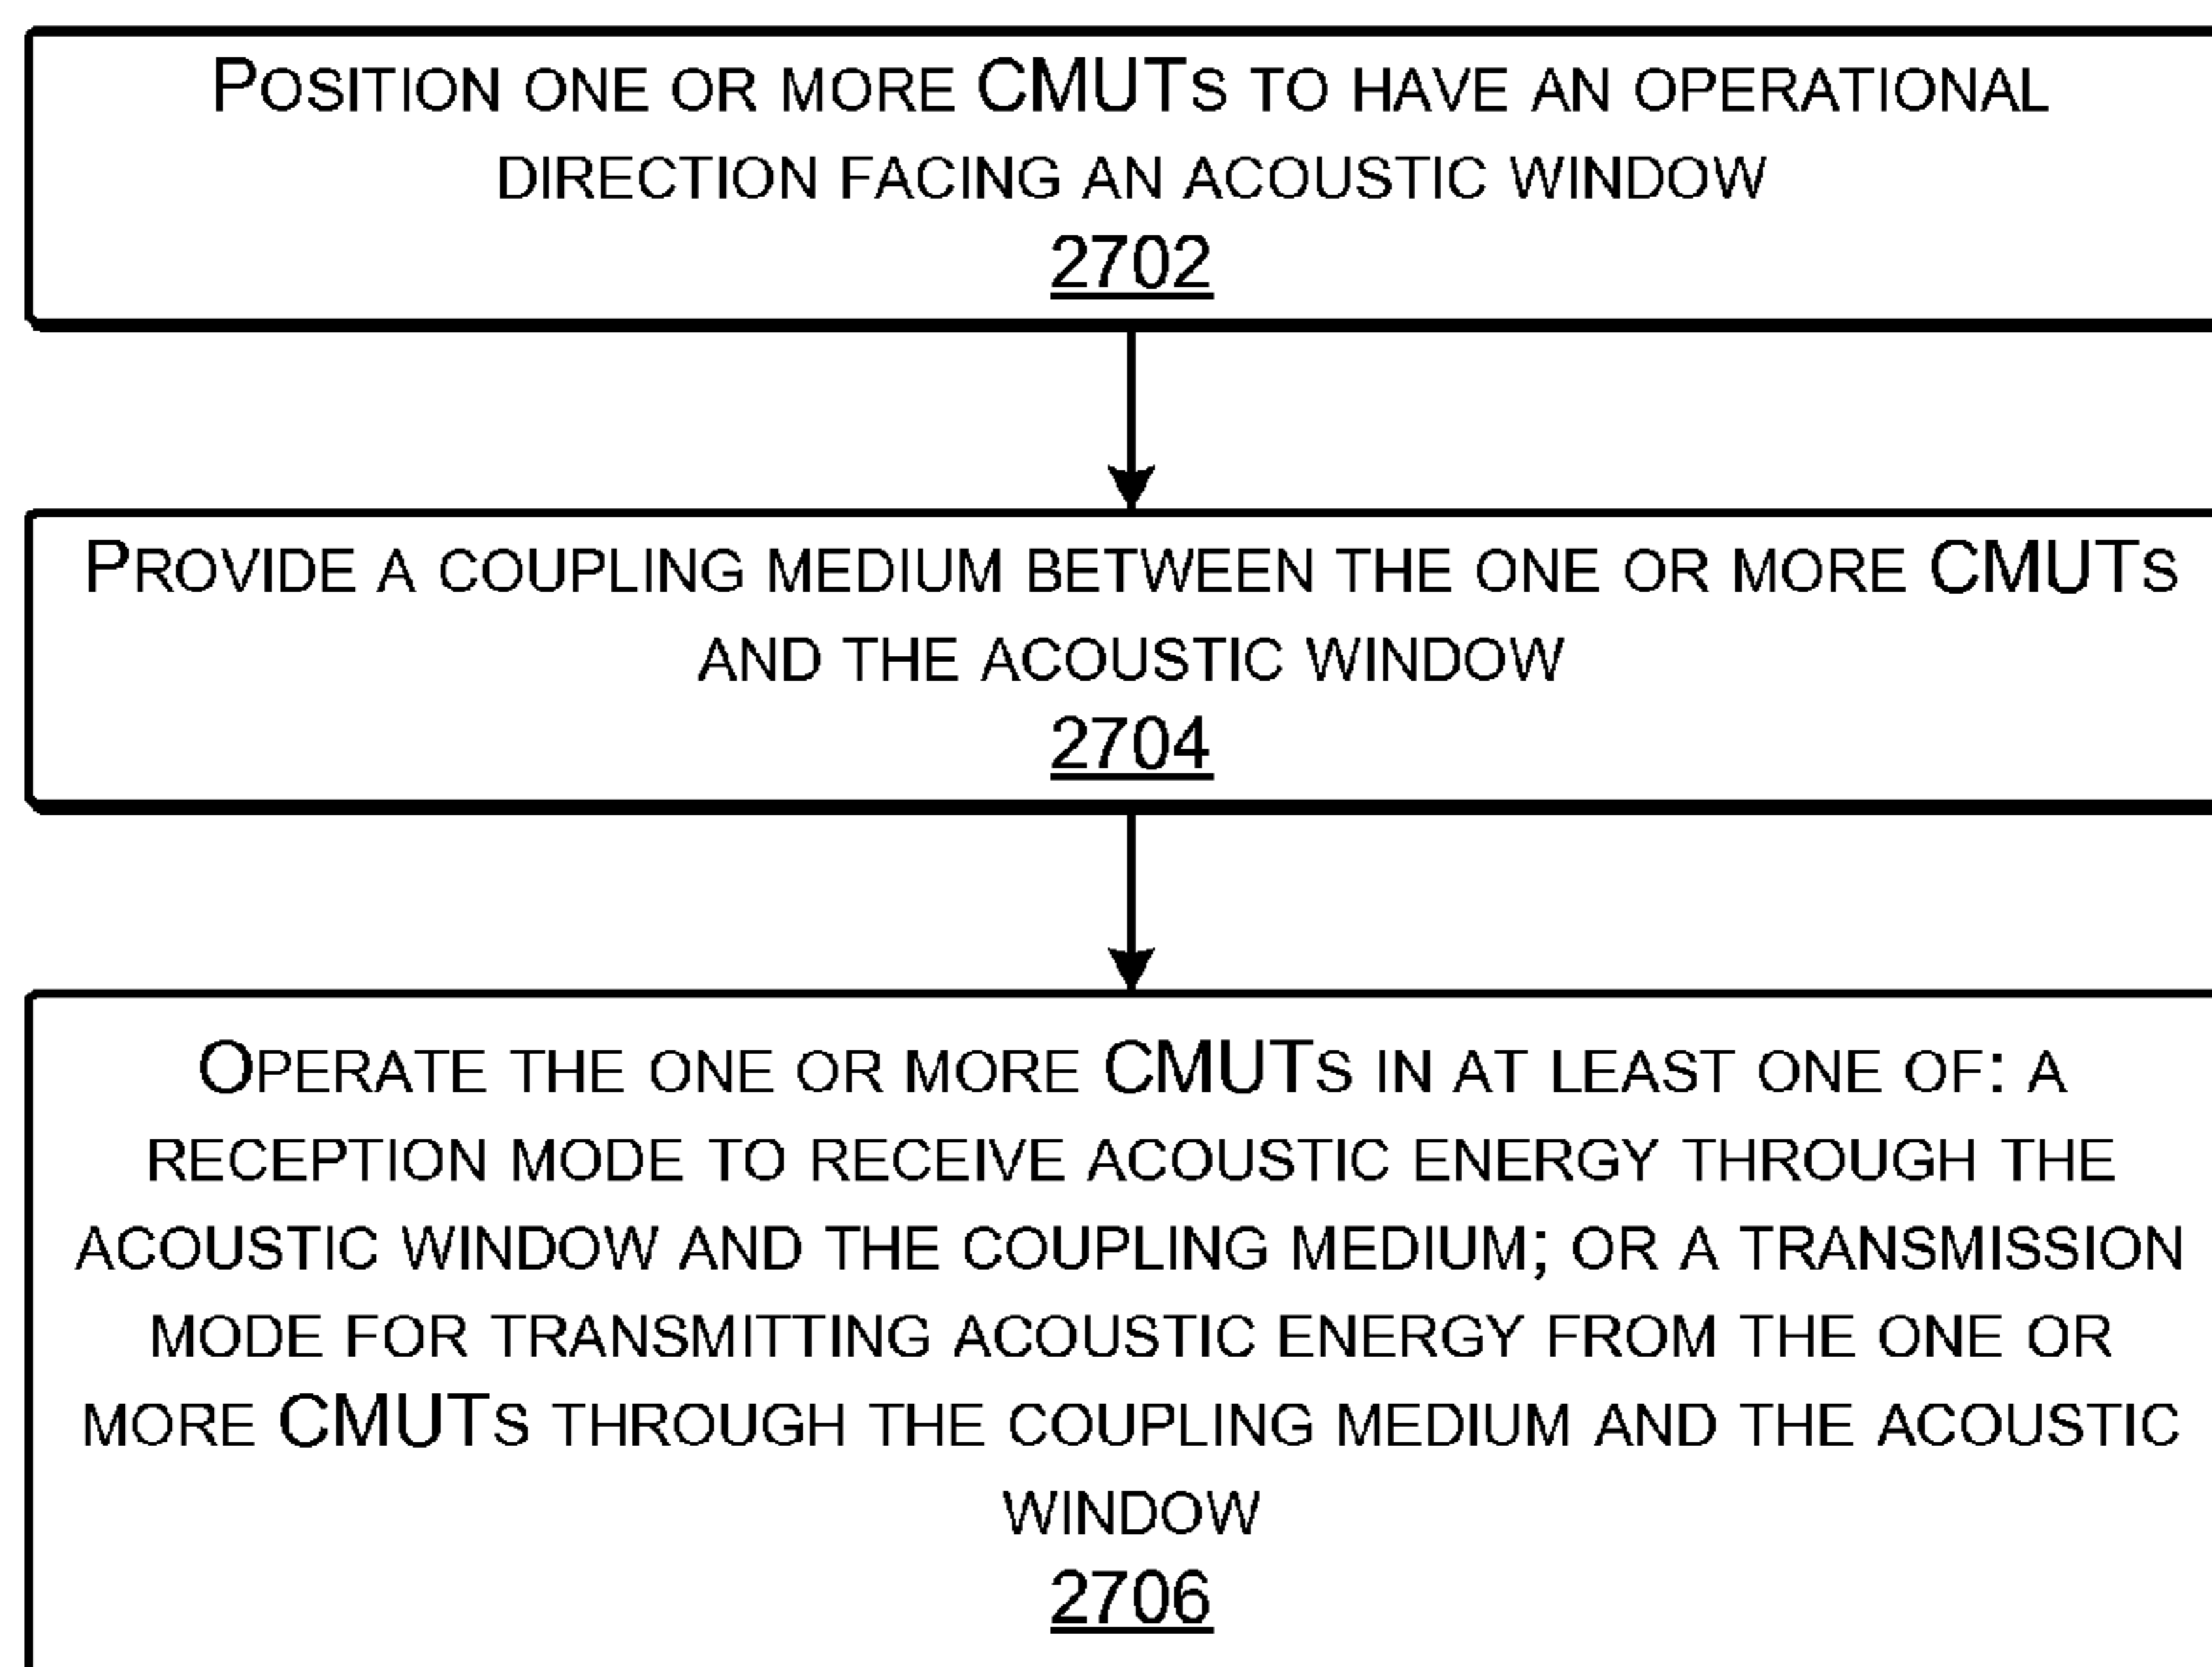 Position one or more CMUTs to have an operational
direction facing an acoustic window
2702
Provide a coupling medium between the one or more CMUTs
and the acoustic window
2704
Operate the one or more CMUTs in at least one of: a
reception mode to receive acoustic energy through the
acoustic window and the coupling medium; or a transmission
mode for transmitting acoustic energy from the one or
more CMUTs through the coupling medium and the acoustic
window
2706